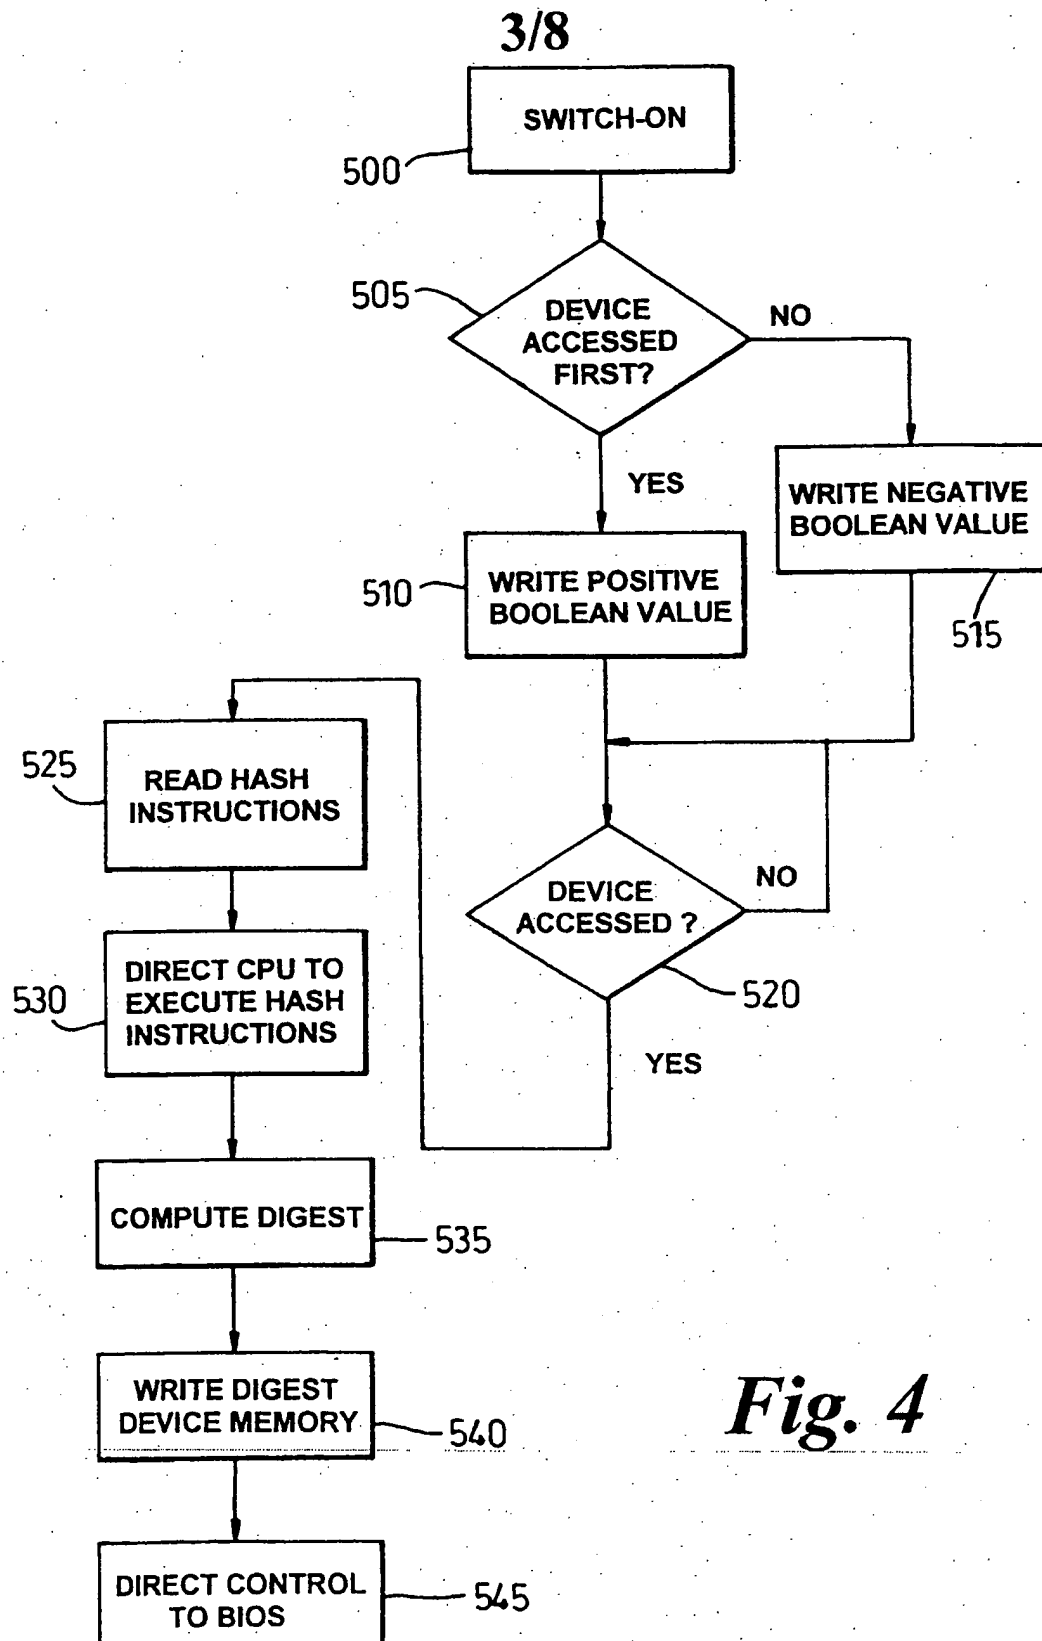 3/8
SWITCH-ON
500
505
DEVICE
ACCESSED
FIRST?
NO
YES
WRITE NEGATIVE
BOOLEAN VALUE
515
510
WRITE POSITIVE
BOOLEAN VALUE
525
READ HASH
INSTRUCTIONS
DEVICE
ACCESSED ?
NO
520
YES
530
DIRECT CPU TO
EXECUTE HASH
INSTRUCTIONS
COMPUTE DIGEST
535
WRITE DIGEST
DEVICE MEMORY
540
Fig. 4
DIRECT CONTROL
TO BIOS
545